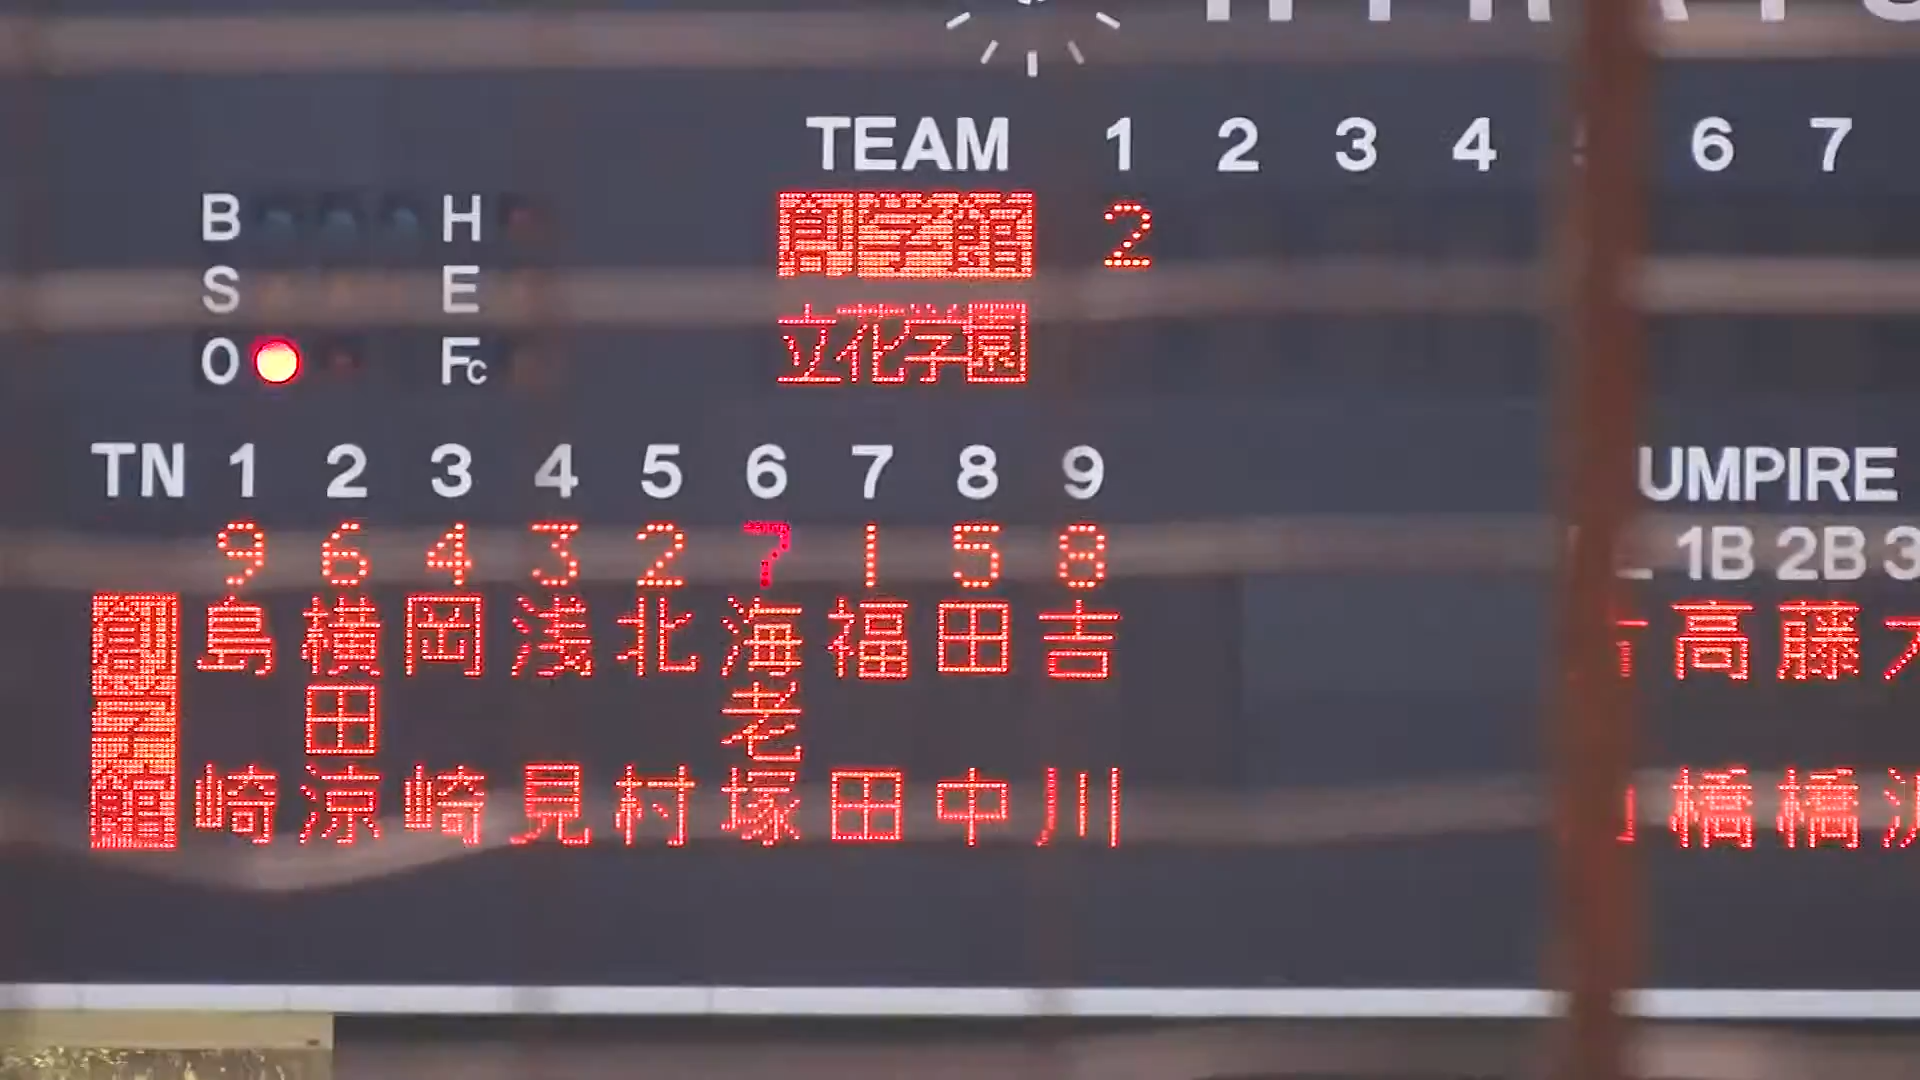 TEAM 1 2 3 4 6 7
B H
創学館 2
S E
O Fc
立花学園
TN 1 2 3 4 5 6 7 8 9
UMPIRE
1B 2B 3
9 6 4 3 2 7 1 5 8
創学館
島崎
横田涼
岡崎
浅見
北村
海老塚
福田
田中
吉川
高橋
藤橋